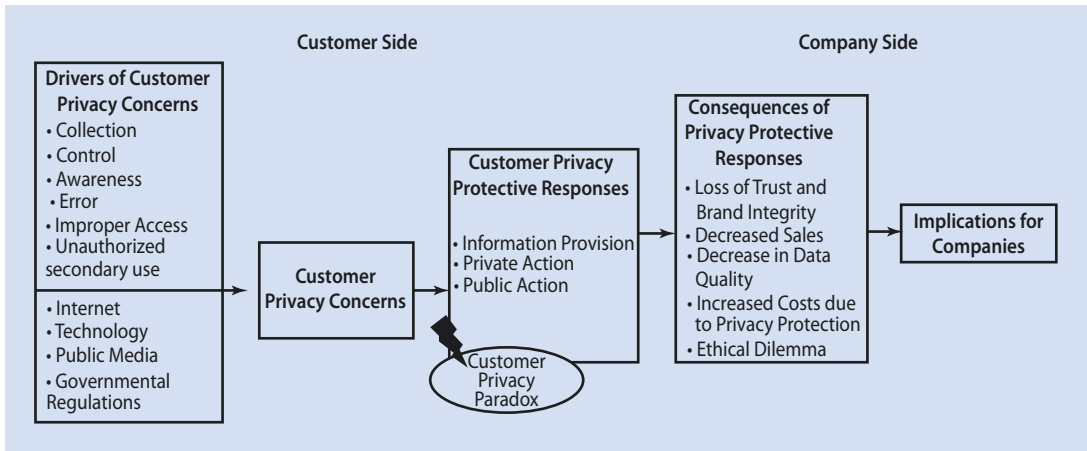 Customer Side
Company Side
Drivers of Customer
Privacy Concerns
• Collection
• Control
• Awareness
• Error
• Improper Access
• Unauthorized
secondary use
• Internet
• Technology
• Public Media
• Governmental
Regulations
Customer
Privacy Concerns
Customer Privacy
Protective Responses
• Information Provision
• Private Action
• Public Action
Customer
Privacy
Paradox
Consequences of
Privacy Protective
Responses
• Loss of Trust and
Brand Integrity
• Decreased Sales
• Decrease in Data
Quality
• Increased Costs due
to Privacy Protection
• Ethical Dilemma
Implications for
Companies